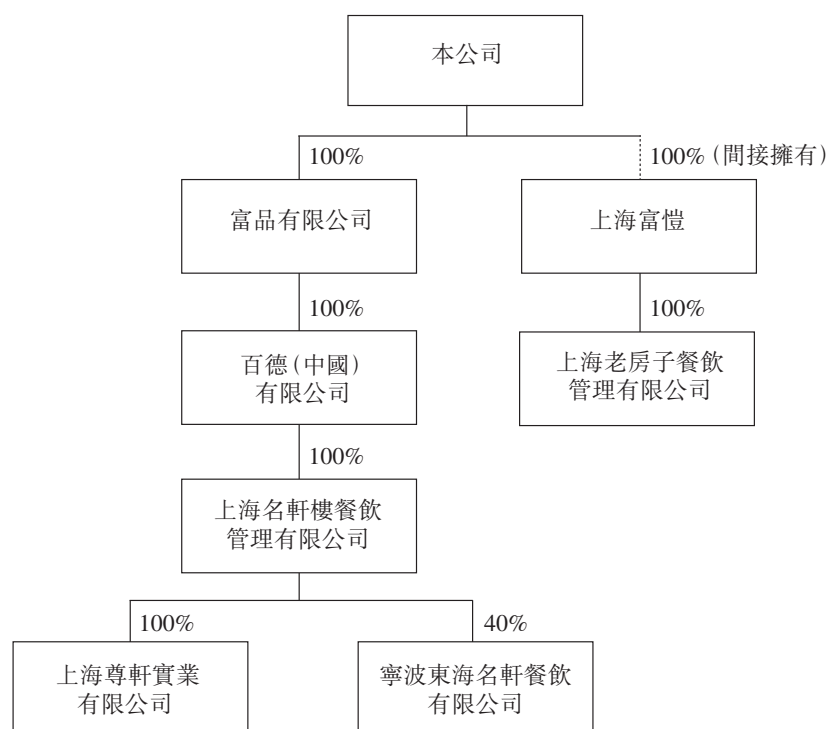 本公司
100%
100%(間接擁有)
富品有限公司
上海富愷
100%
100%
百德(中國)
有限公司
上海老房子餐飲
管理有限公司
100%
上海名軒樓餐飲
管理有限公司
100%
40%
上海尊軒實業
有限公司
寧波東海名軒餐飲
有限公司